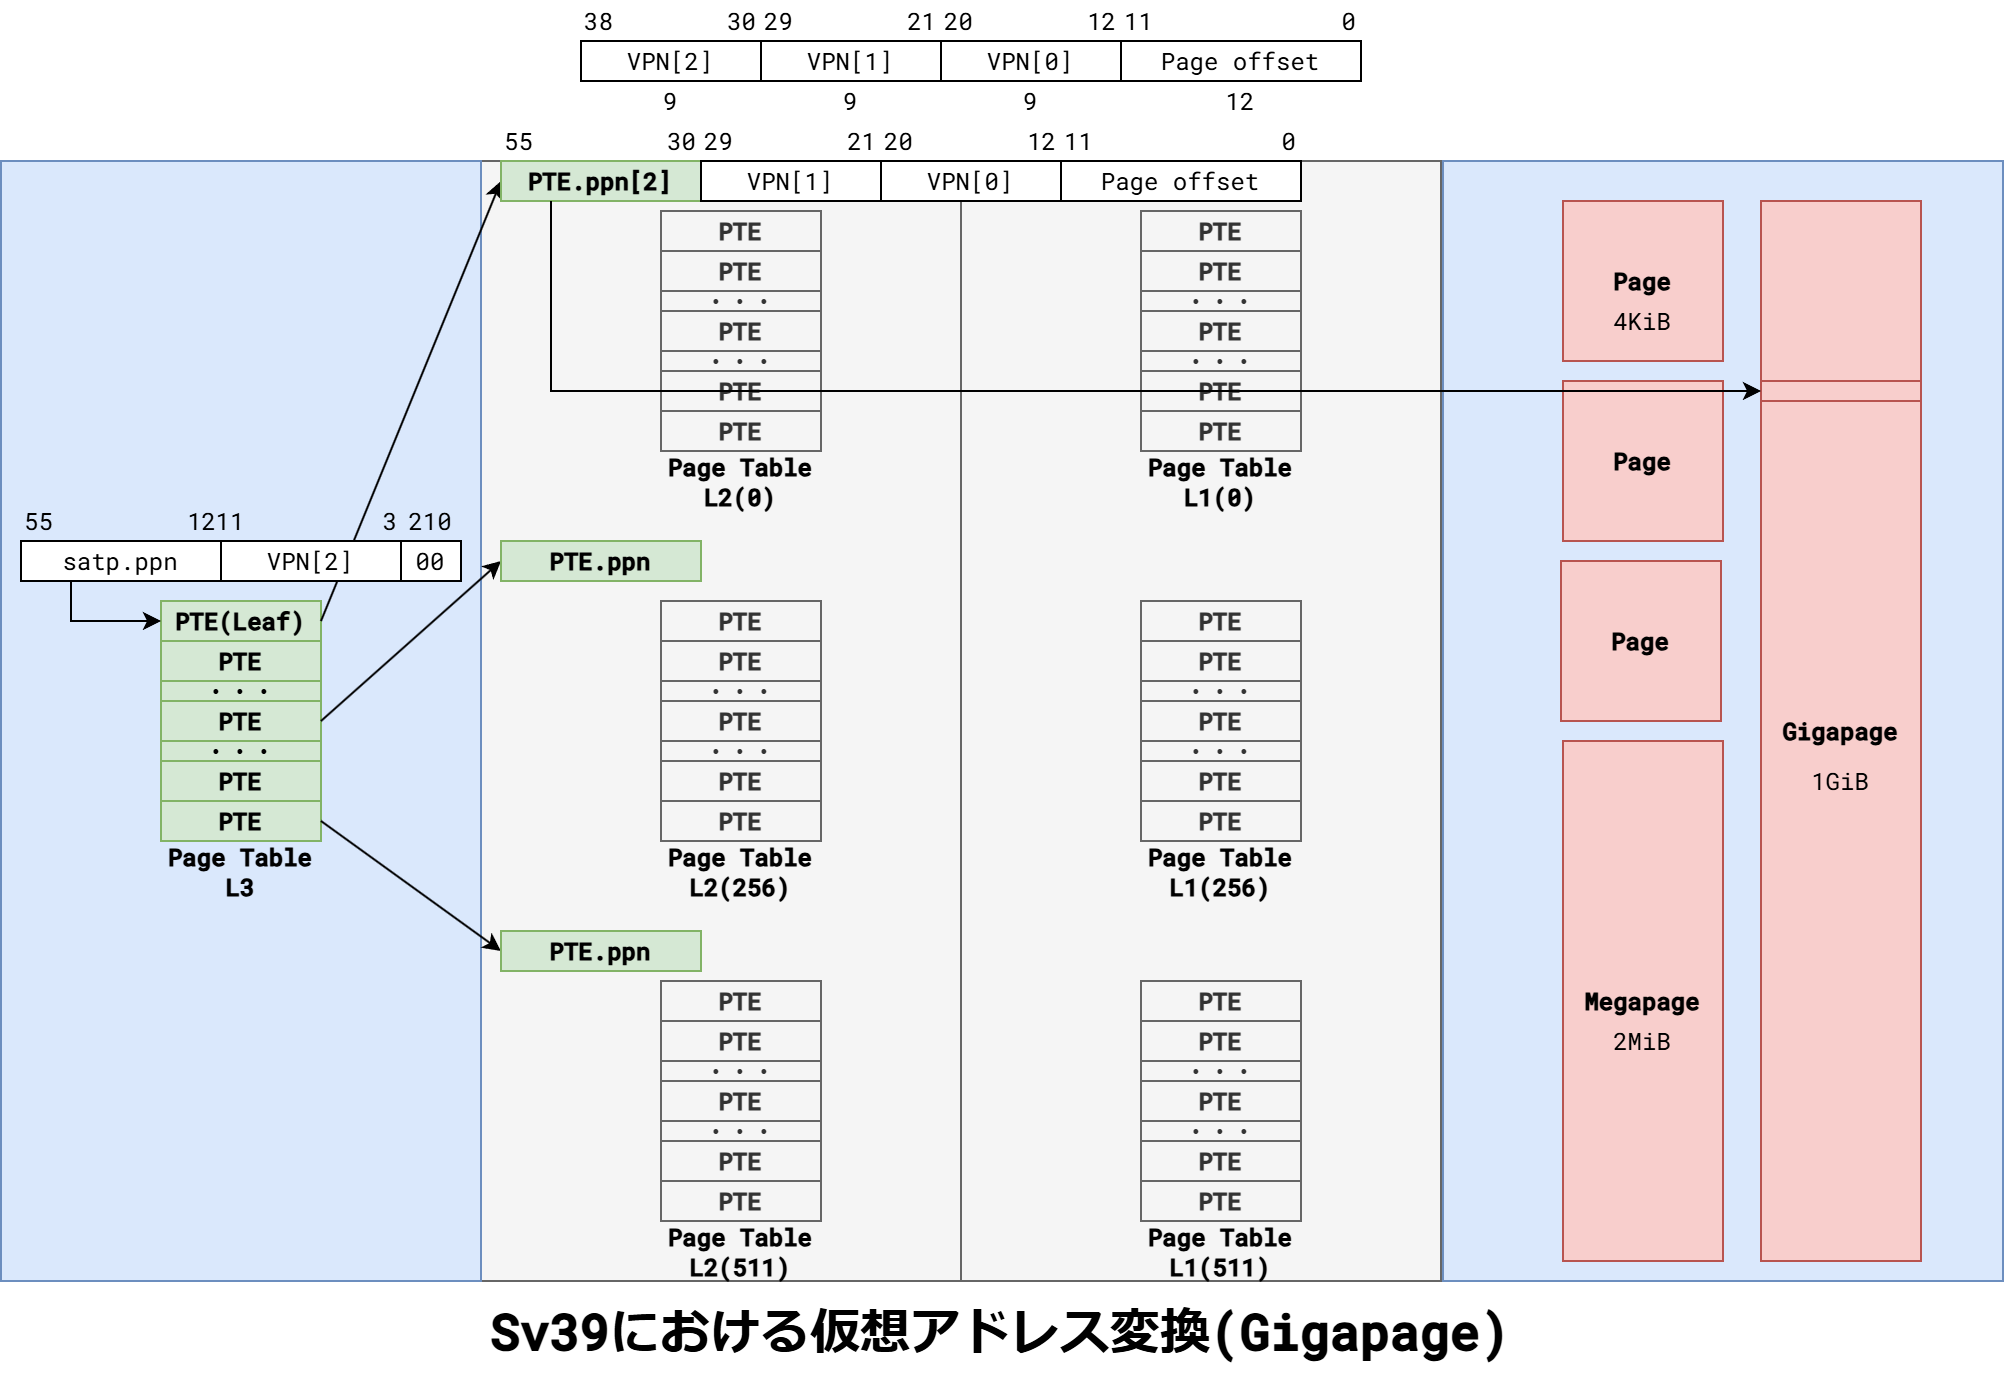 38 30 29 21 20 12 11 0
VPN[2] VPN[1] VPN[0] Page offset
9 9 9 12
55 30 29 21 20 12 11 0
PTE.ppn[2] VPN[1] VPN[0] Page offset
PTE PTE
PTE PTE
. . . . . .
PTE PTE
. . . . . .
PTE PTE
PTE PTE
Page Table Page Table
L2(0) L1(0)
55 1211 3 210
satp.ppn VPN[2] 00
PTE(Leaf)
PTE
. . .
PTE
. . .
PTE
PTE
Page Table
L3
PTE.ppn
PTE PTE
PTE PTE
. . . . . .
PTE PTE
. . . . . .
PTE PTE
PTE PTE
Page Table Page Table
L2(256) L1(256)
PTE.ppn
PTE PTE
PTE PTE
. . . . . .
PTE PTE
. . . . . .
PTE PTE
PTE PTE
Page Table Page Table
L2(511) L1(511)
Page
4KiB
Page
Page
Megapage
2MiB
Gigapage
1GiB
Sv39における仮想アドレス変換(Gigapage)